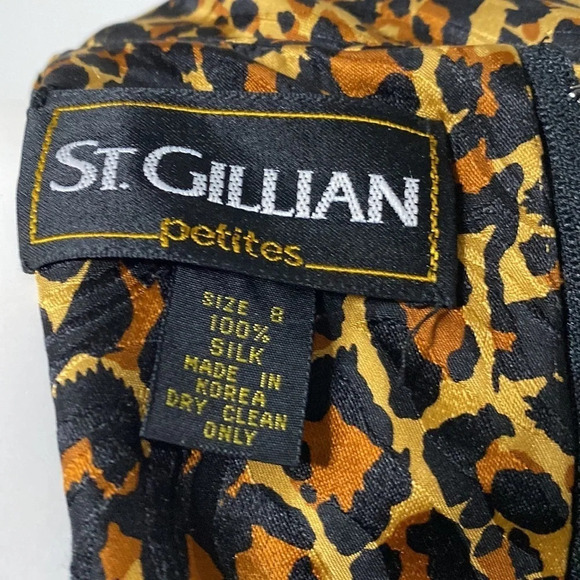 ST. GILLIAN
petites
SIZE 8
100%
SILK
MADE IN
KOREA
DRY CLEAN
ONLY